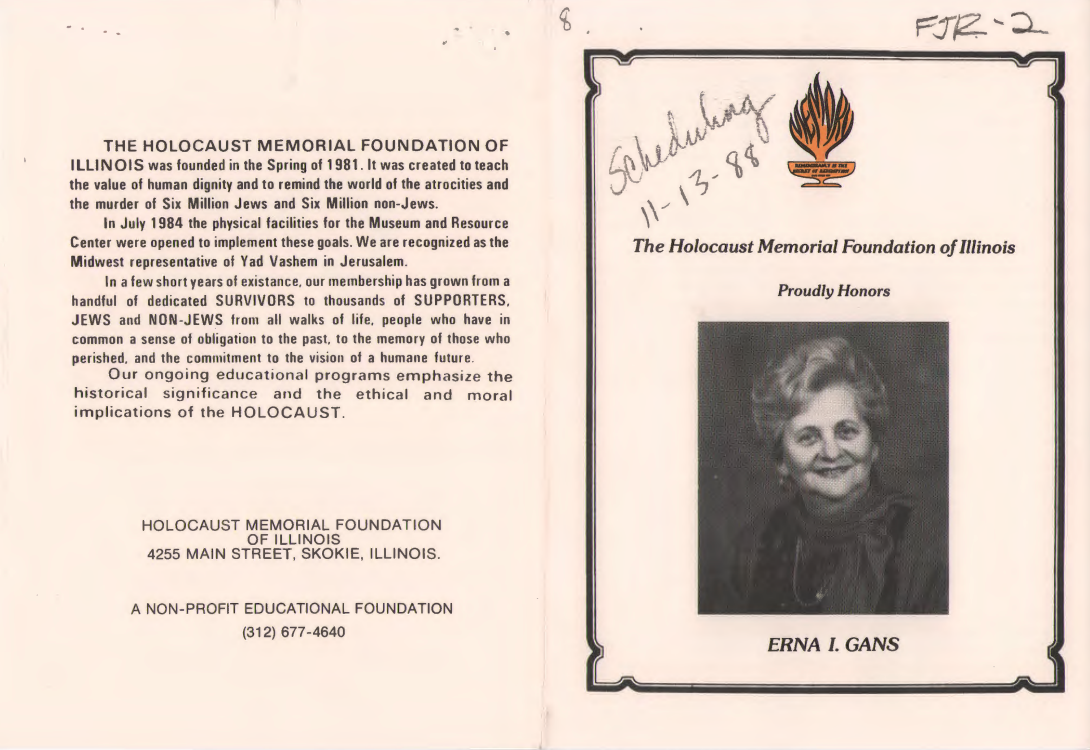 THE HOLOCAUST MEMORIAL FOUNDATION OF
ILLINOIS was founded in the Spring of 1981. It was created to teach
the value of human dignity and to remind the world of the atrocities and
the murder of Six Million Jews and Six Million non-Jews.
In July 1984 the physical facilities for the Museum and Resource
Center were opened to implement these goals. We are recognized as the
Midwest representative of Yad Vashem in Jerusalem.
In a few short years of existance, our membership has grown from a
handful of dedicated SURVIVORS to thousands of SUPPORTERS,
JEWS and NON-JEWS from all walks of life, people who have in
common a sense of obligation to the past, to the memory of those who
perished, and the commitment to the vision of a humane future.
Our ongoing educational programs emphasize the
historical significance and the ethical and moral
implications of the HOLOCAUST.
HOLOCAUST MEMORIAL FOUNDATION
OF ILLINOIS
4255 MAIN STREET, SKOKIE, ILLINOIS.
A NON-PROFIT EDUCATIONAL FOUNDATION
(312) 677-4640
8.
FJR-2
Scheduling
11-13-88
MEMORY
REMEMBRANCE IS THE
SECRET OF REDEMPTION
The Holocaust Memorial Foundation of Illinois
Proudly Honors
ERNA I. GANS